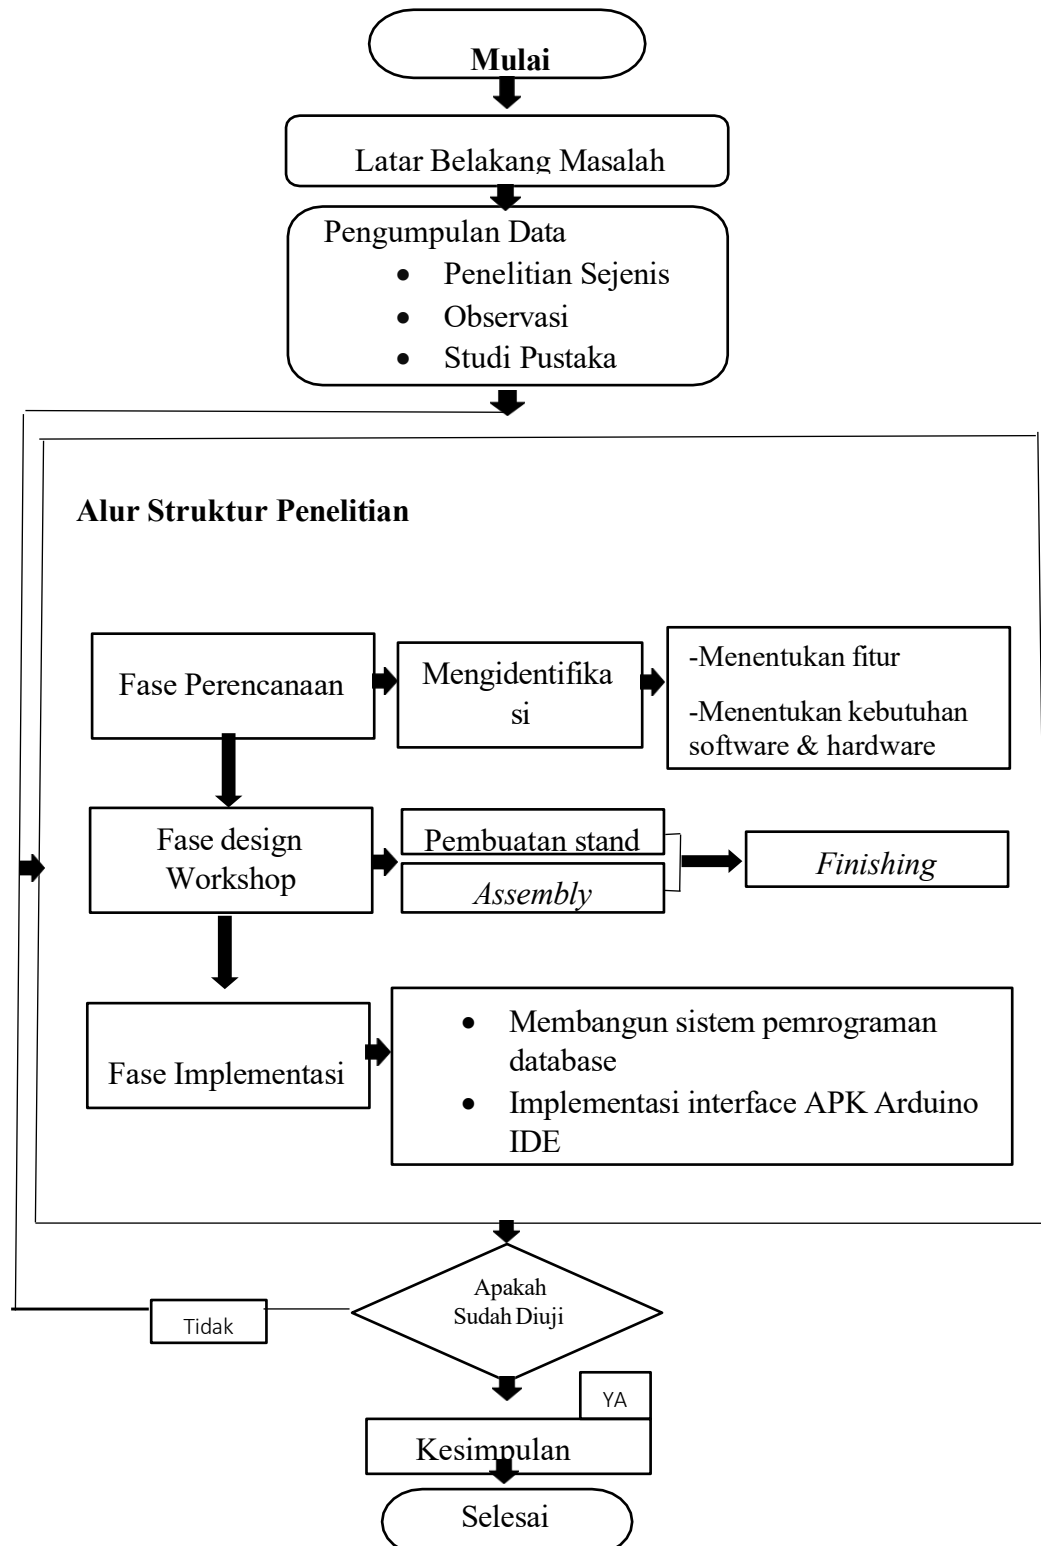 Mulai
Latar Belakang Masalah
Pengumpulan Data
• Penelitian Sejenis
• Observasi
• Studi Pustaka
Alur Struktur Penelitian
Fase Perencanaan
Mengidentifika
si
-Menentukan fitur
-Menentukan kebutuhan
software & hardware
Fase design
Workshop
Pembuatan stand
Assembly
Finishing
Fase Implementasi
• Membangun sistem pemrograman
database
• Implementasi interface APK Arduino
IDE
Apakah
Sudah Diuji
Tidak
YA
Kesimpulan
Selesai